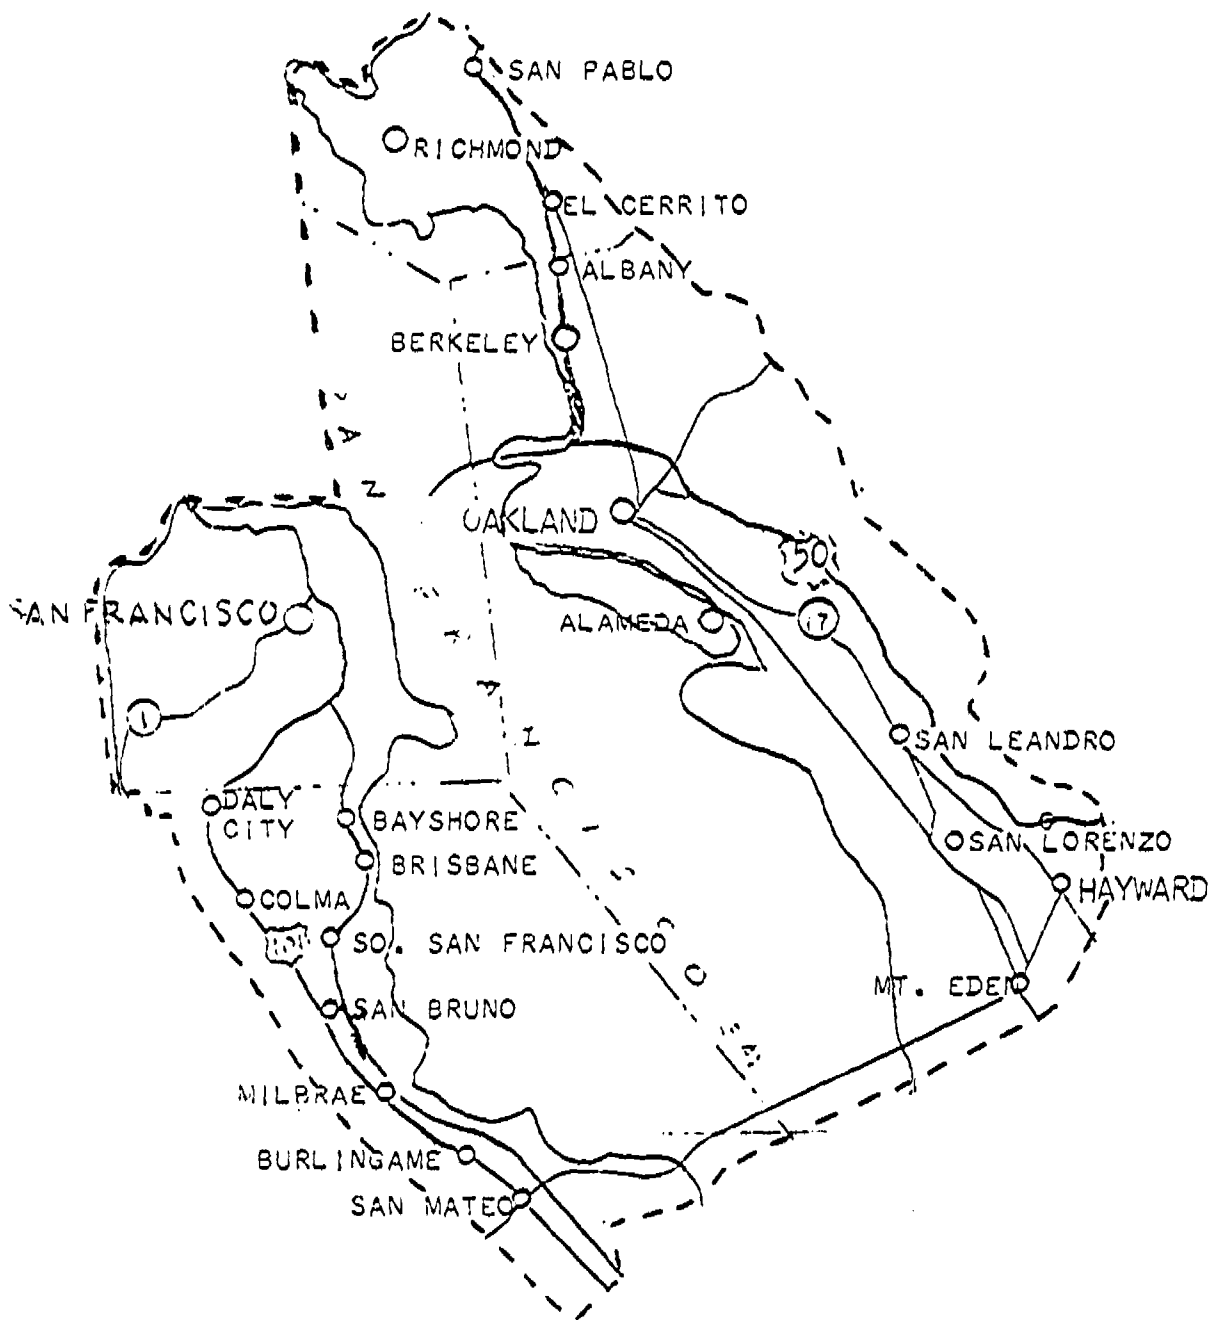 SAN PABLO
RICHMOND
EL CERRITO
ALBANY
BERKELEY
OAKLAND
50
SAN FRANCISCO
ALAMEDA
17
1
SAN LEANDRO
DALY
CITY
BAYSHORE
SAN LORENZO
BRISBANE
HAYWARD
COLMA
101
SO. SAN FRANCISCO
MT. EDEN
SAN BRUNO
MILBRAE
BURLINGAME
SAN MATEO